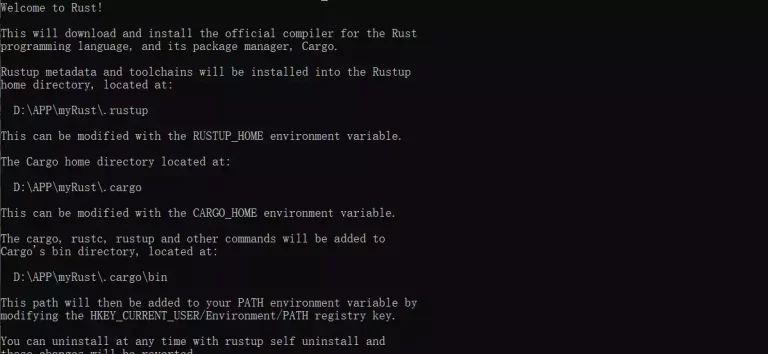 Welcome to Rust!
This will download and install the official compiler for the Rust
programming language, and its package manager, Cargo.
Rustup metadata and toolchains will be installed into the Rustup
home directory, located at:
D:\APP\myRust\.rustup
This can be modified with the RUSTUP_HOME environment variable.
The Cargo home directory located at:
D:\APP\myRust\.cargo
This can be modified with the CARGO_HOME environment variable.
The cargo, rustc, rustup and other commands will be added to
Cargo's bin directory, located at:
D:\APP\myRust\.cargo\bin
This path will then be added to your PATH environment variable by
modifying the HKEY_CURRENT_USER/Environment/PATH registry key.
You can uninstall at any time with rustup self uninstall and
these changes will be reverted